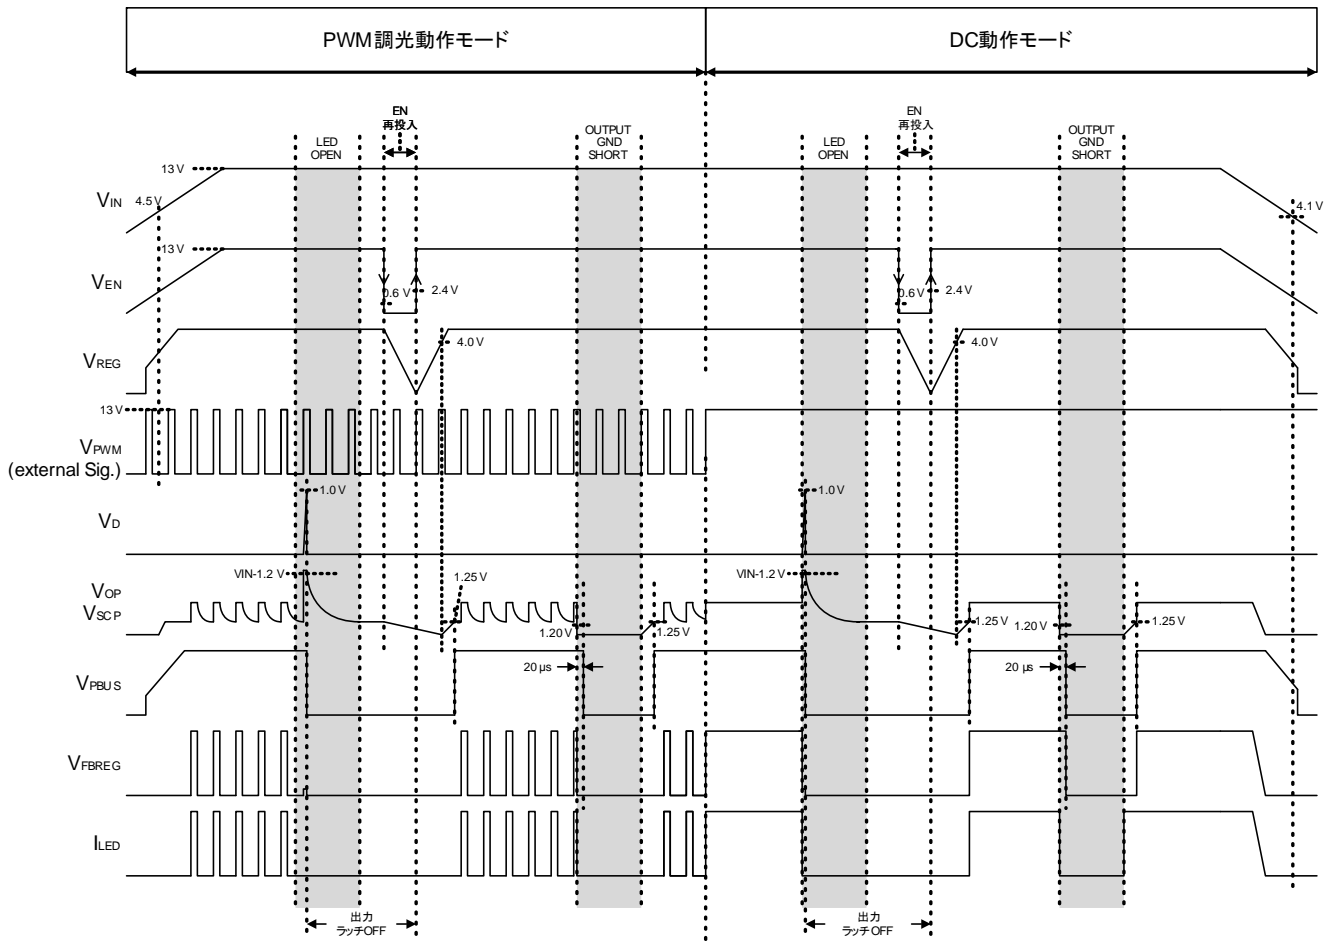 PWM調光動作モード
DC動作モード
EN
再投入
EN
再投入
LED
OPEN
OUTPUT
GND
SHORT
LED
OPEN
OUTPUT
GND
SHORT
VIN
13 V
4.5 V
4.1 V
VEN
13 V
0.6 V
2.4 V
0.6 V
2.4 V
VREG
4.0 V
4.0 V
VPWM
(external Sig.)
13 V
VD
1.0 V
1.0 V
VOP
VSCP
VIN-1.2 V
1.25 V
1.20 V
1.25 V
VIN-1.2 V
1.25 V
1.20 V
1.25 V
VPBUS
20 µs
20 µs
VFBREG
ILED
出力
ラッチOFF
出力
ラッチOFF